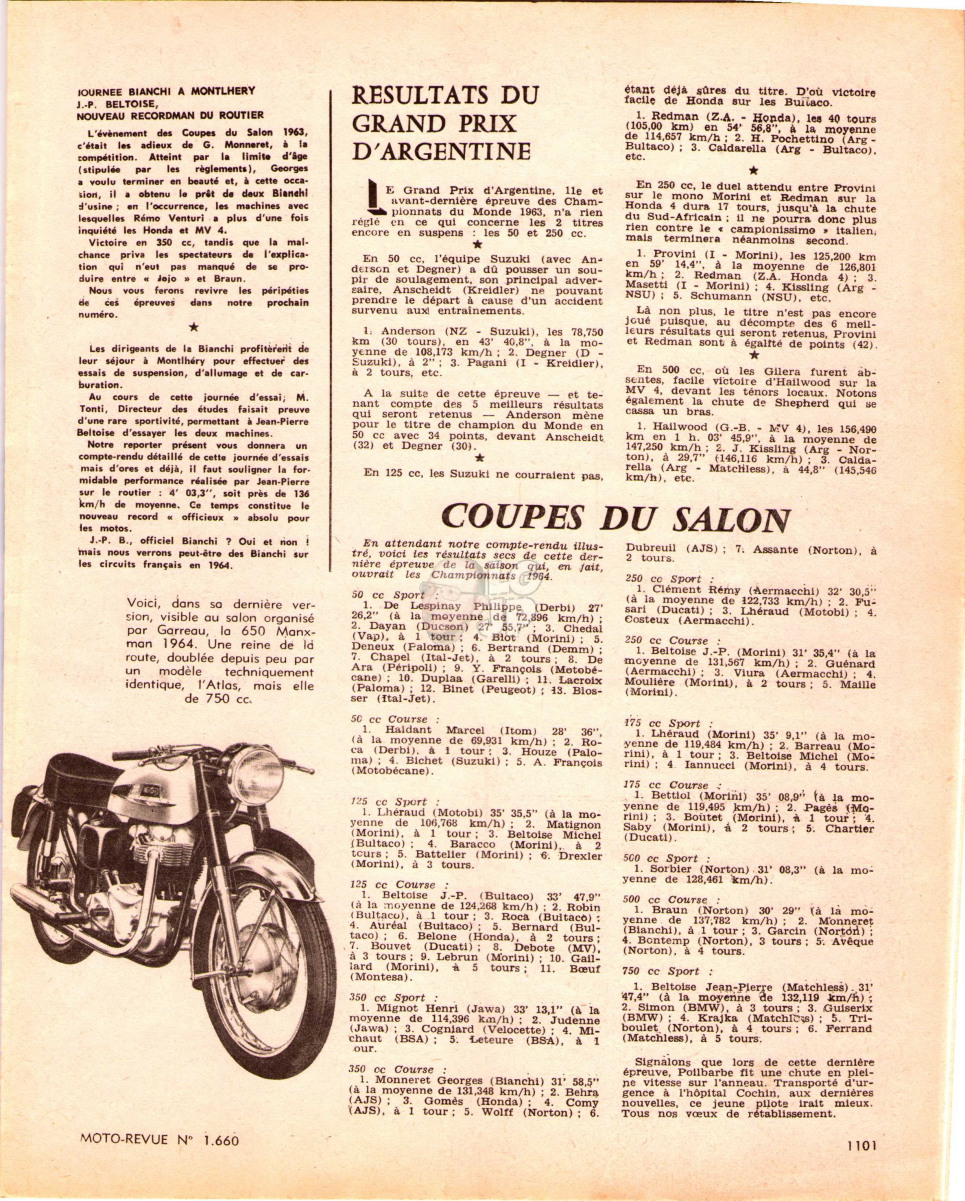 JOURNEE BIANCHI A MONTLHERY
J.-P. BELTOISE,
NOUVEAU RECORDMAN DU ROUTIER
L'évènement des Coupes du Salon 1963,
c'était les adieux de G. Monneret, à la
compétition. Atteint par la limite d'âge
(stipulée par les règlements), Georges
a voulu terminer en beauté et, à cette occa-
sion, il a obtenu le prêt de deux Bianchi
d'usine ; en l'occurrence, les machines avec
lesquelles Rémo Venturi a plus d'une fois
inquiété les Honda et MV 4.
Victoire en 350 cc, tandis que la mal-
chance priva les spectateurs de l'explica-
tion qui n'eut pas manqué de se pro-
duire entre « Jojo » et Braun.
Nous vous ferons revivre les péripéties
de ces épreuves dans notre prochain
numéro.
★
Les dirigeants de la Bianchi profitèrent de
leur séjour à Montlhéry pour effectuer des
essais de suspension, d'allumage et de car-
buration.
Au cours de cette journée d'essai; M.
Tonti, Directeur des études faisait preuve
d'une rare sportivité, permettant à Jean-Pierre
Beltoise d'essayer les deux machines.
Notre reporter présent vous donnera un
compte-rendu détaillé de cette journée d'essais
mais d'ores et déjà, il faut souligner la for-
midable performance réalisée par Jean-Pierre
sur le routier : 4' 03,3'', soit près de 136
km/h de moyenne. Ce temps constitue le
nouveau record « officieux » absolu pour
les motos.
J.-P. B., officiel Bianchi ? Oui et non !
mais nous verrons peut-être des Bianchi sur
les circuits français en 1964.
Voici, dans sa dernière ver-
sion, visible au salon organisé
par Garreau, la 650 Manx-
man 1964. Une reine de la
route, doublée depuis peu par
un modèle techniquement
identique, l'Atlas, mais elle
de 750 cc.
RESULTATS DU
GRAND PRIX
D'ARGENTINE
LE Grand Prix d'Argentine, 11e et
avant-dernière épreuve des Cham-
pionnats du Monde 1963, n'a rien
réglé en ce qui concerne les 2 titres
encore en suspens : les 50 et 250 cc.
★
En 50 cc, l'équipe Suzuki (avec An-
derson et Degner) a dû pousser un sou-
pir de soulagement, son principal adver-
saire, Anscheidt (Kreidler) ne pouvant
prendre le départ à cause d'un accident
survenu aux entraînements.
1. Anderson (NZ - Suzuki), les 78,750
km (30 tours), en 43' 40,8'', à la mo-
yenne de 108,173 km/h ; 2. Degner (D -
Suzuki), à 2'' ; 3. Pagani (I - Kreidler),
à 2 tours, etc.
A la suite de cette épreuve — et te-
nant compte des 5 meilleurs résultats
qui seront retenus — Anderson mène
pour le titre de champion du Monde en
50 cc avec 34 points, devant Anscheidt
(32) et Degner (30).
★
En 125 cc, les Suzuki ne courraient pas,
étant déjà sûres du titre. D'où victoire
facile de Honda sur les Bultaco.
1. Redman (Z.A. - Honda), les 40 tours
(105,00 km) en 54' 56,8'', à la moyenne
de 114,657 km/h ; 2. H. Pochettino (Arg -
Bultaco) ; 3. Caldarella (Arg - Bultaco),
etc.
★
En 250 cc, le duel attendu entre Provini
sur le mono Morini et Redman sur la
Honda 4 dura 17 tours, jusqu'à la chute
du Sud-Africain ; il ne pourra donc plus
rien contre le « campionissimo » italien,
mais terminera néanmoins second.
1. Provini (I - Morini), les 125,200 km
en 59' 14,4'', à la moyenne de 126,801
km/h ; 2. Redman (Z.A. Honda 4) ; 3.
Masetti (I - Morini) ; 4. Kissling (Arg -
NSU) ; 5. Schumann (NSU), etc.
Là non plus, le titre n'est pas encore
joué puisque, au décompte des 6 meil-
leurs résultats qui seront retenus, Provini
et Redman sont à égalité de points (42).
★
En 500 cc, où les Gilera furent ab-
sentes, facile victoire d'Hailwood sur la
MV 4, devant les ténors locaux. Notons
également la chute de Shepherd qui se
cassa un bras.
1. Hailwood (G.-B. - MV 4), les 156,490
km en 1 h. 03' 45,9'', à la moyenne de
147,250 km/h ; 2. J. Kissling (Arg - Nor-
ton), à 29,7'' (146,116 km/h) ; 3. Calda-
rella (Arg - Matchless), à 44,8'' (145,546
km/h), etc.
COUPES DU SALON
En attendant notre compte-rendu illus-
tré, voici les résultats secs de cette der-
nière épreuve de la saison qui, en fait,
ouvrait les Championnats 1964.
50 cc Sport :
1. De Lespinay Philippe (Derbi) 27'
26,2'' (à la moyenne de 72,896 km/h) ;
2. Dayan (Ducson) 27' 55,7'' ; 3. Chedal
(Vap), à 1 tour ; 4. Biot (Morini) ; 5.
Deneux (Paloma) ; 6. Bertrand (Demm) ;
7. Chapel (Ital-Jet), à 2 tours ; 8. De
Ara (Péripoli) ; 9. Y. François (Motobé-
cane) ; 10. Duplaa (Garelli) ; 11. Lacroix
(Paloma) ; 12. Binet (Peugeot) ; 13. Blos-
ser (Ital-Jet).
50 cc Course :
1. Haldant Marcel (Itom) 28' 36'',
(à la moyenne de 69,931 km/h) ; 2. Ro-
ca (Derbi), à 1 tour ; 3. Houze (Palo-
ma) ; 4. Bichet (Suzuki) ; 5. A. François
(Motobécane).
125 cc Sport :
1. Lhéraud (Motobi) 35' 35,5'' (à la mo-
yenne de 106,768 km/h) ; 2. Matignon
(Morini), à 1 tour ; 3. Beltoise Michel
(Bultaco) ; 4. Baracco (Morini), à 2
tours ; 5. Battelier (Morini) ; 6. Drexler
(Morini), à 3 tours.
125 cc Course :
1. Beltoise J.-P. (Bultaco) 33' 47,9''
(à la moyenne de 124,268 km/h) ; 2. Robin
(Bultaco), à 1 tour ; 3. Roca (Bultaco) ;
4. Auréal (Bultaco) ; 5. Bernard (Bul-
taco) ; 6. Belone (Honda), à 2 tours ;
7. Bouvet (Ducati) ; 8. Debote (MV),
à 3 tours ; 9. Lebrun (Morini) ; 10. Gail-
lard (Morini), à 5 tours ; 11. Bœuf
(Montesa).
350 cc Sport :
1. Mignot Henri (Jawa) 33' 13,1'' (à la
moyenne de 114,396 km/h) ; 2. Judenne
(Jawa) ; 3. Cogniard (Velocette) ; 4. Mi-
chaut (BSA) ; 5. Leteure (BSA), à 1
our.
350 cc Course :
1. Monneret Georges (Bianchi) 31' 58,5''
(à la moyenne de 131,348 km/h) ; 2. Behra
(AJS) ; 3. Gomès (Honda) ; 4. Comy
(AJS), à 1 tour ; 5. Wolff (Norton) ; 6.
Dubreuil (AJS) ; 7. Assante (Norton), à
2 tours.
250 cc Sport :
1. Clément Rémy (Aermacchi) 32' 30,5''
(à la moyenne de 122,733 km/h) ; 2. Fu-
sari (Ducati) ; 3. Lhéraud (Motobi) ; 4.
Costeux (Aermacchi).
250 cc Course :
1. Beltoise J.-P. (Morini) 31' 35,4'' (à la
moyenne de 131,567 km/h) ; 2. Guénard
(Aermacchi) ; 3. Viura (Aermacchi) ; 4.
Moulière (Morini), à 2 tours ; 5. Maille
(Morini).
175 cc Sport :
1. Lhéraud (Morini) 35' 9,1'' (à la mo-
yenne de 119,484 km/h) ; 2. Barreau (Mo-
rini), à 1 tour ; 3. Beltoise Michel (Mo-
rini) ; 4. Iannucci (Morini), à 4 tours.
175 cc Course :
1. Bettiol (Morini) 35' 08,9'' (à la mo-
yenne de 119,495 km/h) ; 2. Pagès (Mo-
rini) ; 3. Boutet (Morini), à 1 tour ; 4.
Saby (Morini), à 2 tours ; 5. Chartier
(Ducati).
500 cc Sport :
1. Sorbier (Norton) 31' 08,3'' (à la mo-
yenne de 128,461 km/h).
500 cc Course :
1. Braun (Norton) 30' 29'' (à la mo-
yenne de 137,782 km/h) ; 2. Monneret
(Bianchi), à 1 tour ; 3. Garcin (Norton) ;
4. Bontemp (Norton), 3 tours ; 5. Avêque
(Norton), à 4 tours.
750 cc Sport :
1. Beltoise Jean-Pierre (Matchless) 31'
47,4'' (à la moyenne de 132,119 km/h) ;
2. Simon (BMW), à 3 tours ; 3. Guiserix
(BMW) ; 4. Krajka (Matchless) ; 5. Tri-
boulet (Norton), à 4 tours ; 6. Ferrand
(Matchless), à 5 tours.
Signalons que lors de cette dernière
épreuve, Poilbarbe fit une chute en plei-
ne vitesse sur l'anneau. Transporté d'ur-
gence à l'hôpital Cochin, aux dernières
nouvelles, ce jeune pilote irait mieux.
Tous nos vœux de rétablissement.
MOTO-REVUE N° 1.660
1101